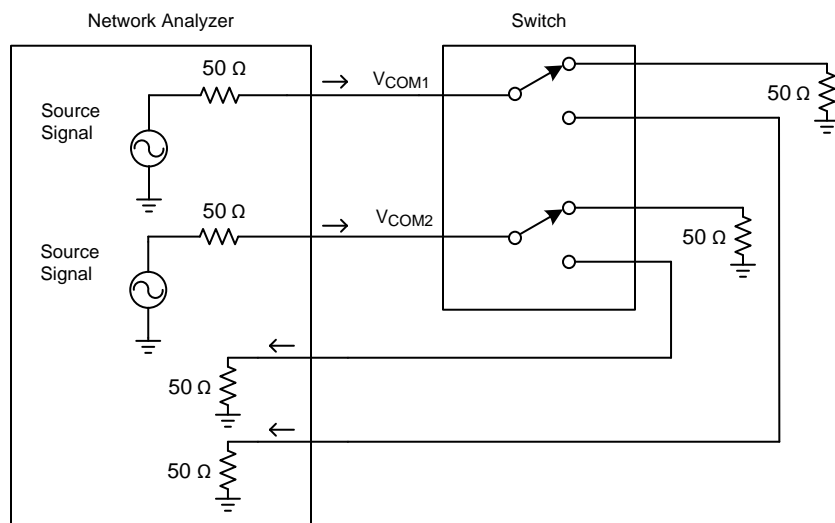 Network Analyzer
Switch
50 Ω
VCOM1
50 Ω
Source
Signal
50 Ω
VCOM2
50 Ω
Source
Signal
50 Ω
50 Ω